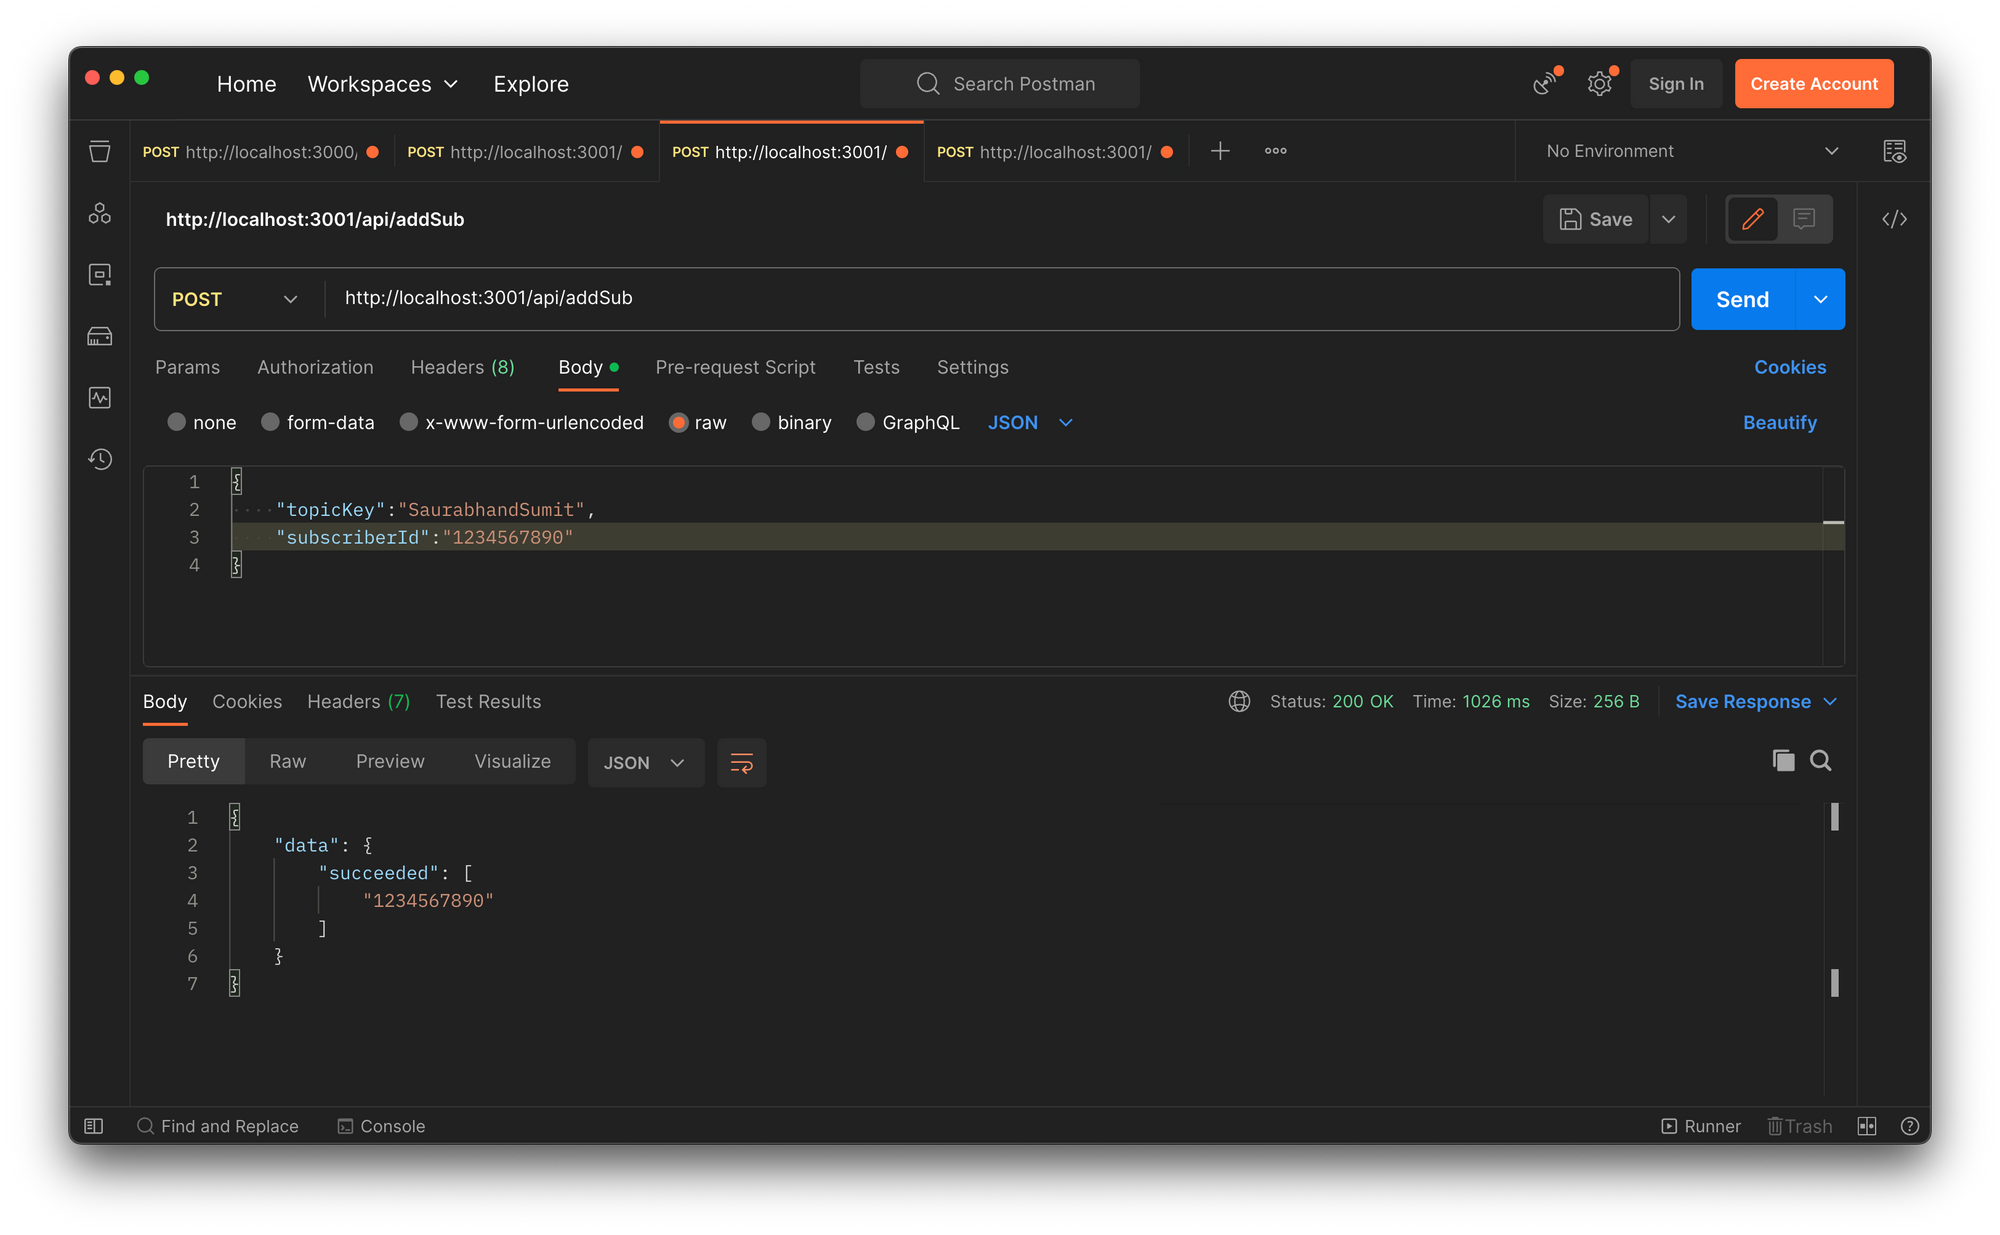 Home Workspaces Explore Search Postman Sign In Create Account
POST http://localhost:3000, POST http://localhost:3001/ POST http://localhost:3001/ POST http://localhost:3001/ No Environment
http://localhost:3001/api/addSub Save
POST http://localhost:3001/api/addSub Send
Params Authorization Headers (8) Body Pre-request Script Tests Settings Cookies
none form-data x-www-form-urlencoded raw binary GraphQL JSON Beautify
1 {
2 "topicKey":"SaurabhandSumit",
3 "subscriberId":"1234567890"
4 }
Body Cookies Headers (7) Test Results Status: 200 OK Time: 1026 ms Size: 256 B Save Response
Pretty Raw Preview Visualize JSON
1 {
2 "data": {
3 "succeeded": [
4 "1234567890"
5 ]
6 }
7 }
Find and Replace Console Runner Trash